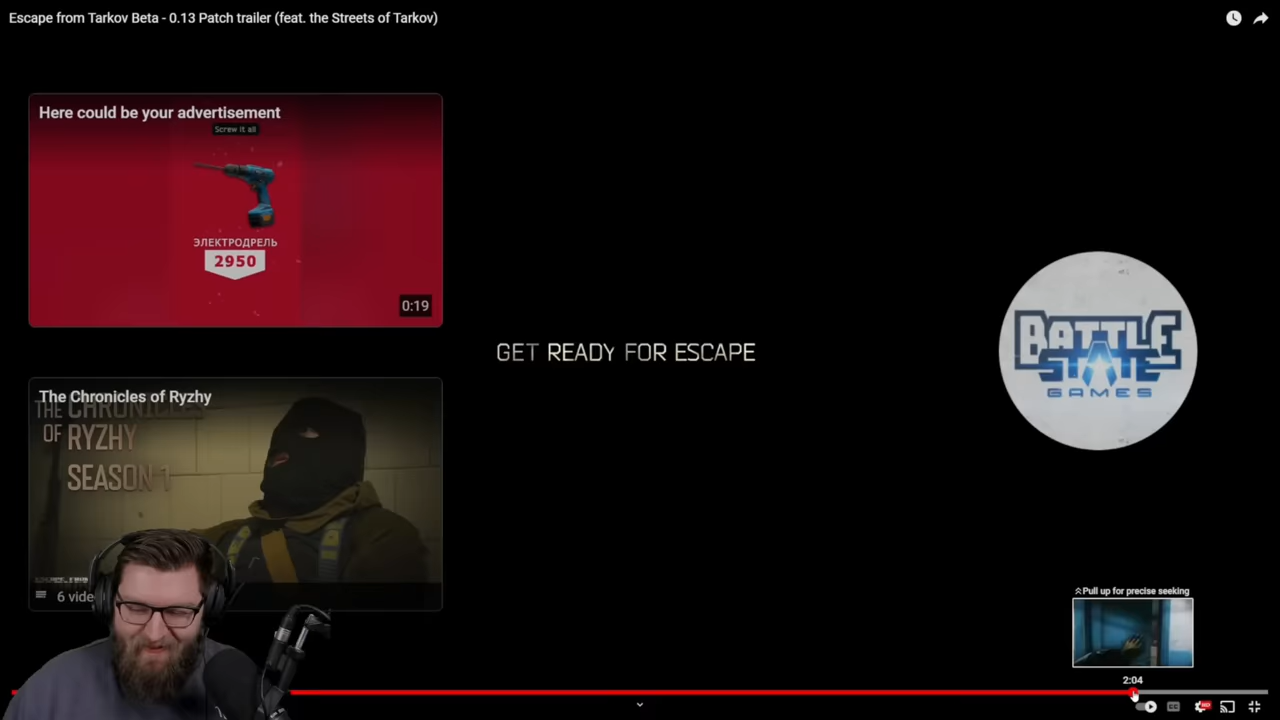 Escape from Tarkov Beta - 0.13 Patch trailer (feat. the Streets of Tarkov)
Here could be your advertisement
Screw it all
ЭЛЕКТРОДРЕЛЬ
2950
0:19
GET READY FOR ESCAPE
BATTLE
STATE
GAMES
The Chronicles of Ryzhy
THE CHRONICLES
OF RYZHY
SEASON 1
6 vide
Pull up for precise seeking
2:04
CC
HD